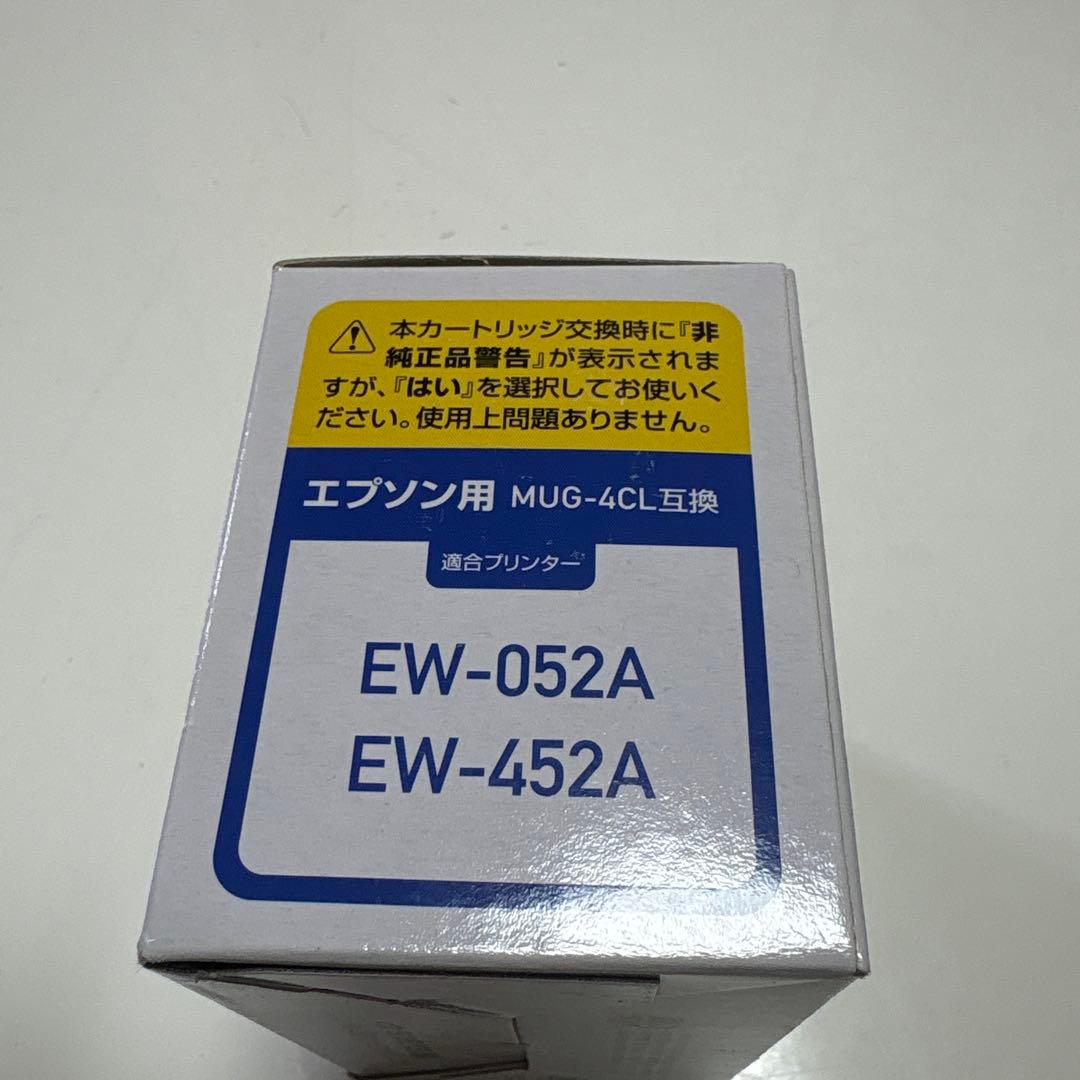 本カートリッジ交換時に『非
純正品警告』が表示されま
すが、『はい』を選択してお使いく
ださい。使用上問題ありません。
エプソン用 MUG-4CL互換
適合プリンター
EW-052A
EW-452A